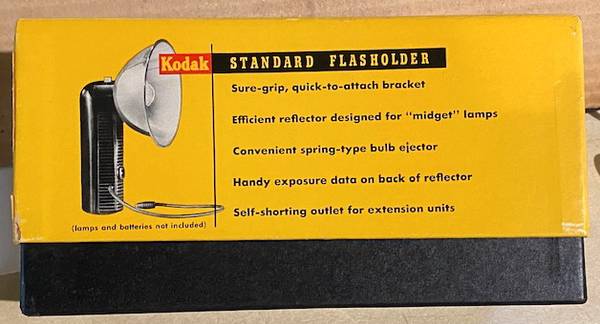 Kodak STANDARD FLASHOLDER
Sure-grip, quick-to-attach bracket
Efficient reflector designed for "midget" lamps
Convenient spring-type bulb ejector
Handy exposure data on back of reflector
Self-shorting outlet for extension units
(lamps and batteries not included)